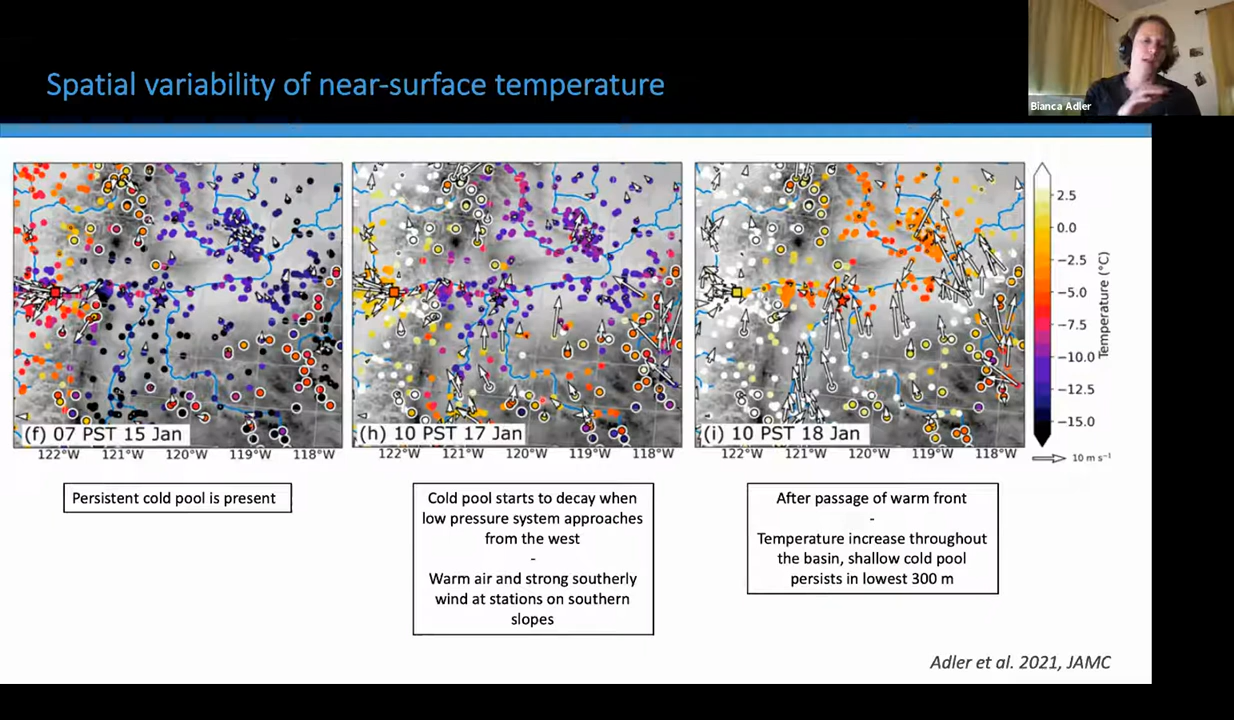 Spatial variability of near-surface temperature
Bianca Adler
(f) 07 PST 15 Jan
(h) 10 PST 17 Jan
(i) 10 PST 18 Jan
122°W 121°W 120°W 119°W 118°W
122°W 121°W 120°W 119°W 118°W
122°W 121°W 120°W 119°W 118°W
2.5
0.0
−2.5
−5.0
−7.5
−10.0
−12.5
−15.0
Temperature (°C)
10 m s⁻¹
Persistent cold pool is present
Cold pool starts to decay when
low pressure system approaches
from the west
-
Warm air and strong southerly
wind at stations on southern
slopes
After passage of warm front
-
Temperature increase throughout
the basin, shallow cold pool
persists in lowest 300 m
Adler et al. 2021, JAMC